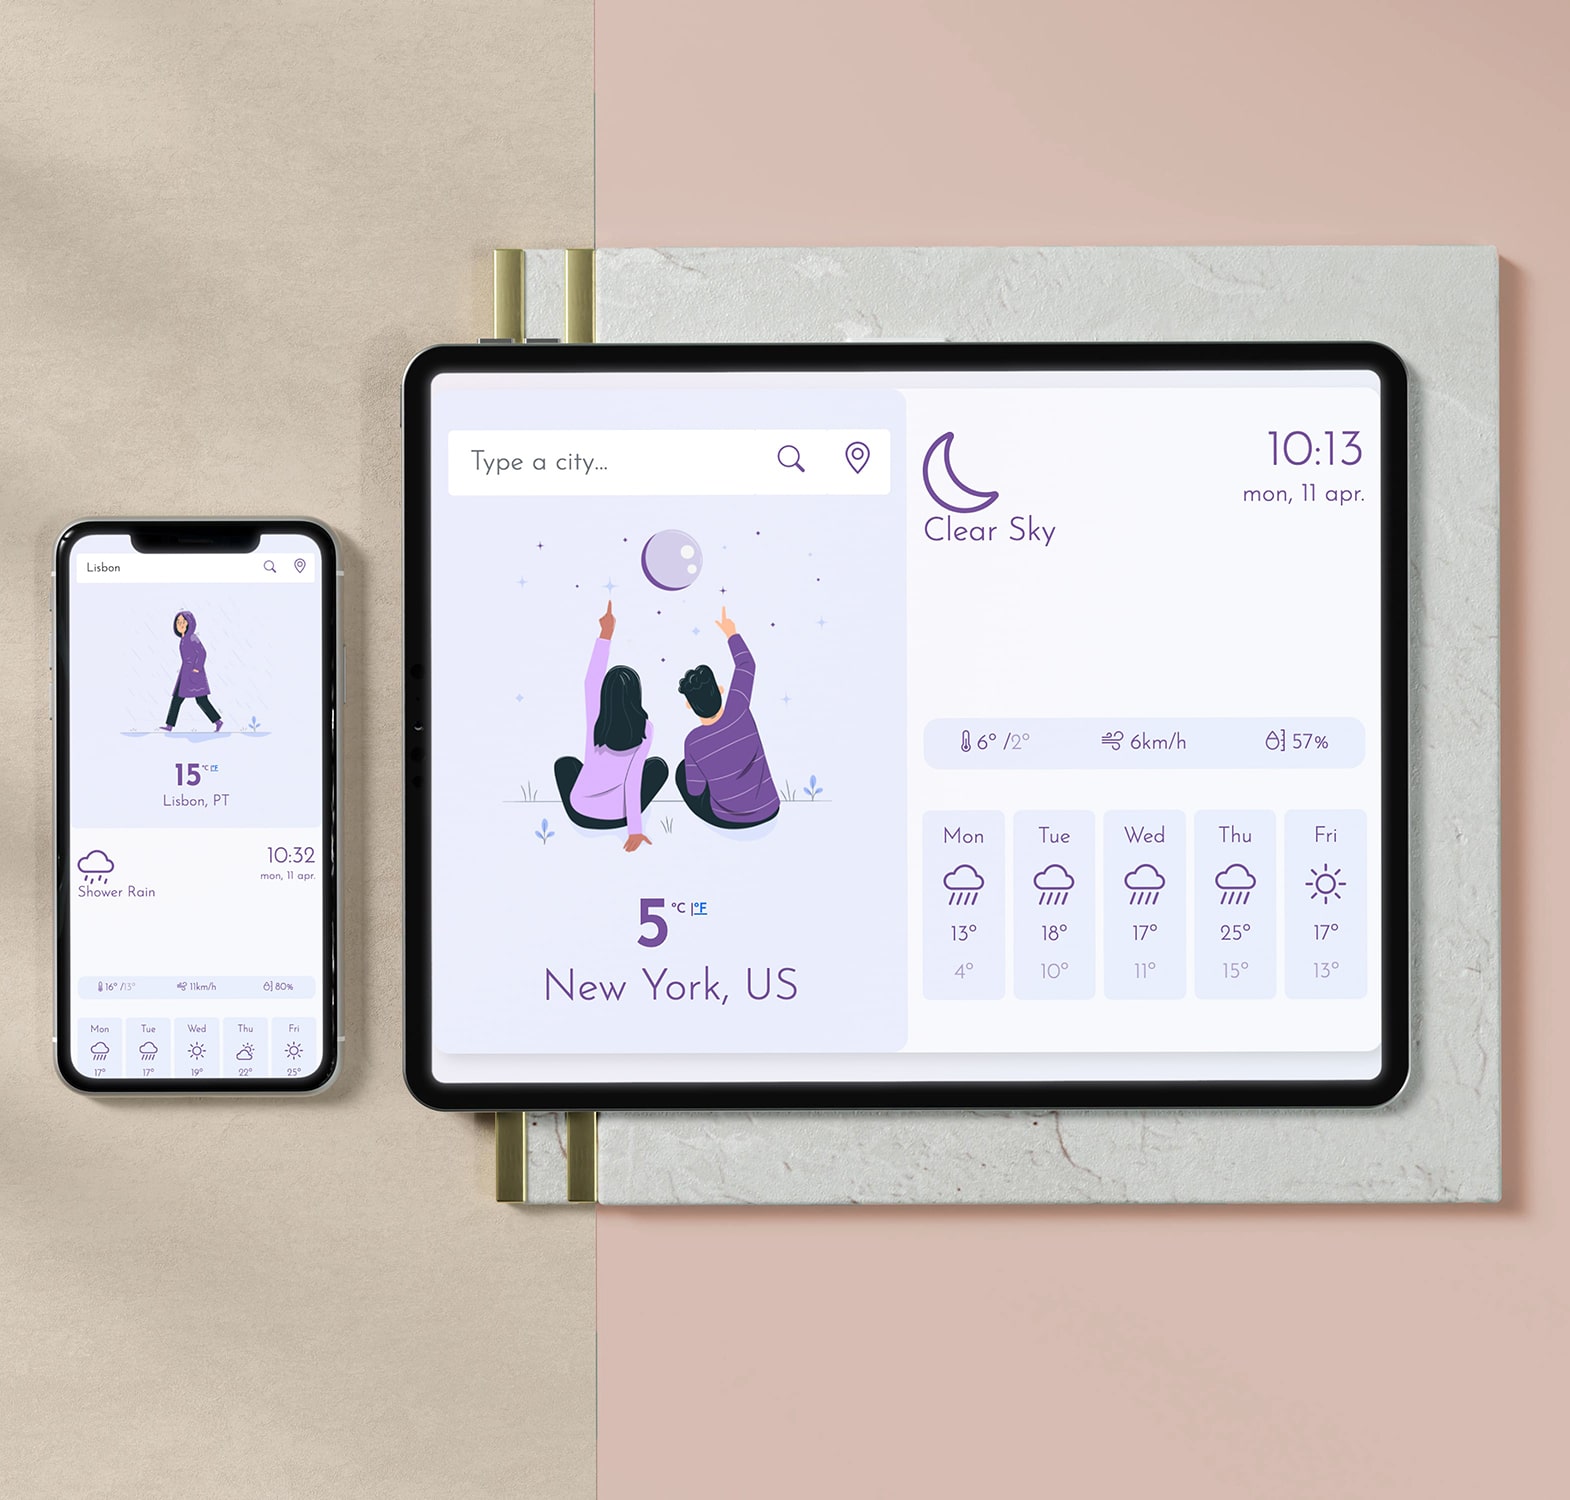 Lisbon
15 °C |°F
Lisbon, PT
Shower Rain
10:32
mon, 11 apr.
16° /13° 11km/h 80%
Mon Tue Wed Thu Fri
17° 17° 19° 22° 25°
Type a city...
5 °C |°F
New York, US
Clear Sky
10:13
mon, 11 apr.
6° /2° 6km/h 57%
Mon Tue Wed Thu Fri
13° 18° 17° 25° 17°
4° 10° 11° 15° 13°